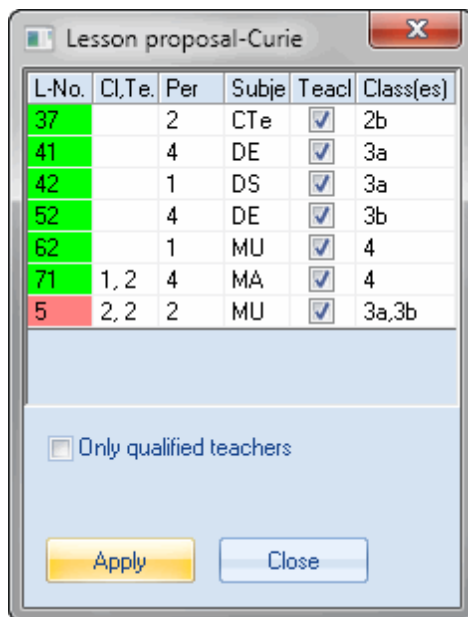 Lesson proposal-Curie
L-No. Cl,Te. Per Subje Teacl Class(es)
37 2 CTe 2b
41 4 DE 3a
42 1 DS 3a
52 4 DE 3b
62 1 MU 4
71 1, 2 4 MA 4
5 2, 2 2 MU 3a,3b
Only qualified teachers
Apply Close